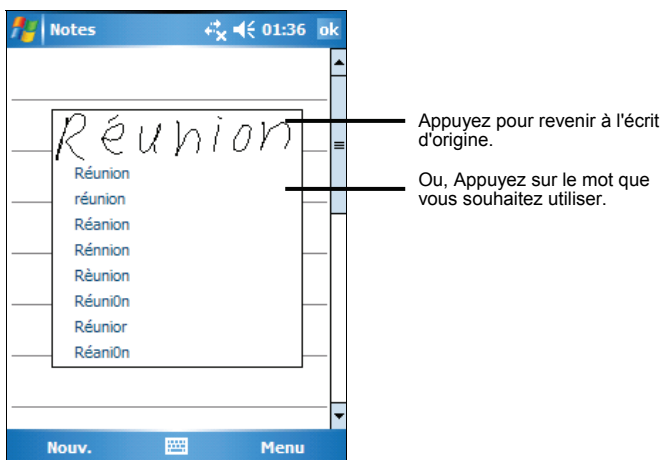 Notes 01:36 ok
Réunion
Appuyez pour revenir à l'écrit
d'origine.
Réunion
réunion
Réanion
Rénnion
Rèunion
Réuni0n
Réunior
Réani0n
Ou, Appuyez sur le mot que
vous souhaitez utiliser.
Nouv. Menu